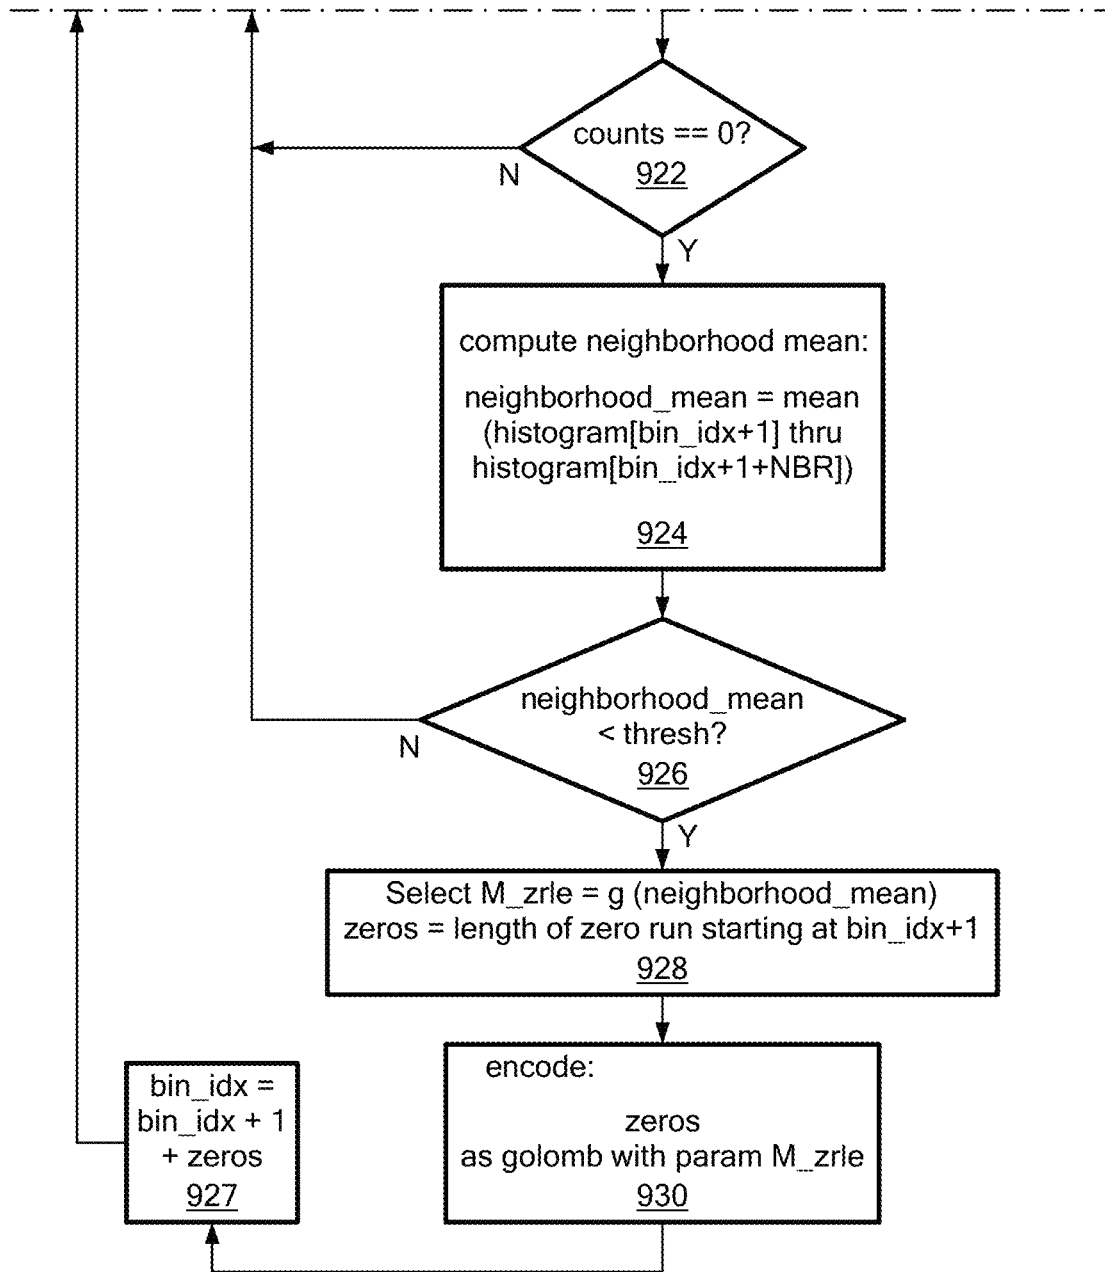 counts == 0?
922
N
Y
compute neighborhood mean:
neighborhood_mean = mean
(histogram[bin_idx+1] thru
histogram[bin_idx+1+NBR])
924
neighborhood_mean
< thresh?
926
N
Y
Select M_zrle = g (neighborhood_mean)
zeros = length of zero run starting at bin_idx+1
928
encode:
zeros
as golomb with param M_zrle
930
bin_idx =
bin_idx + 1
+ zeros
927